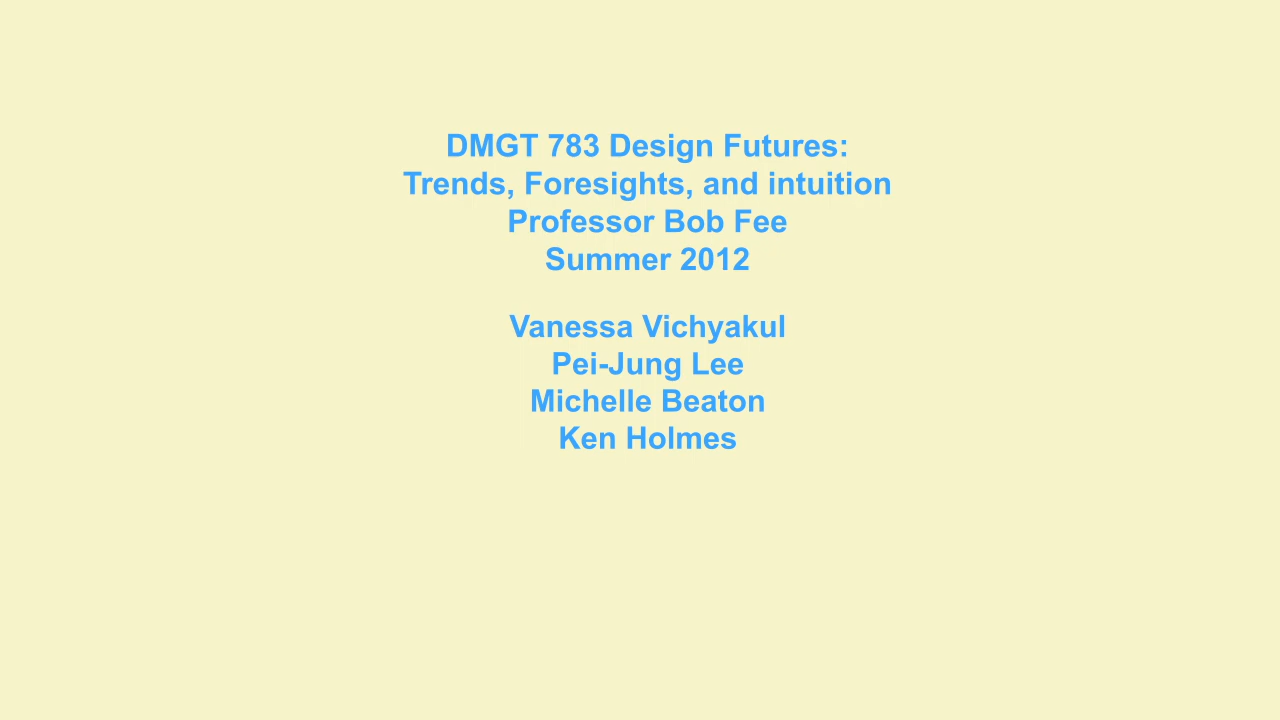 DMGT 783 Design Futures:
Trends, Foresights, and intuition
Professor Bob Fee
Summer 2012
Vanessa Vichyakul
Pei-Jung Lee
Michelle Beaton
Ken Holmes